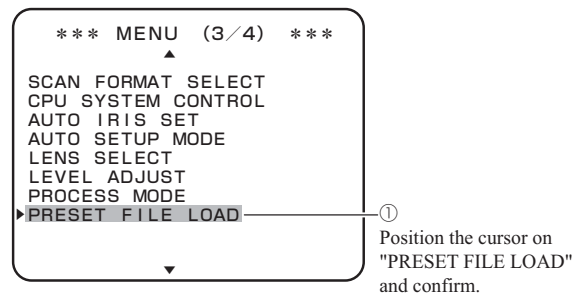 *** MENU (3/4) ***
▲
SCAN FORMAT SELECT
CPU SYSTEM CONTROL
AUTO IRIS SET
AUTO SETUP MODE
LENS SELECT
LEVEL ADJUST
PROCESS MODE
▶PRESET FILE LOAD
▼
①
Position the cursor on
"PRESET FILE LOAD"
and confirm.